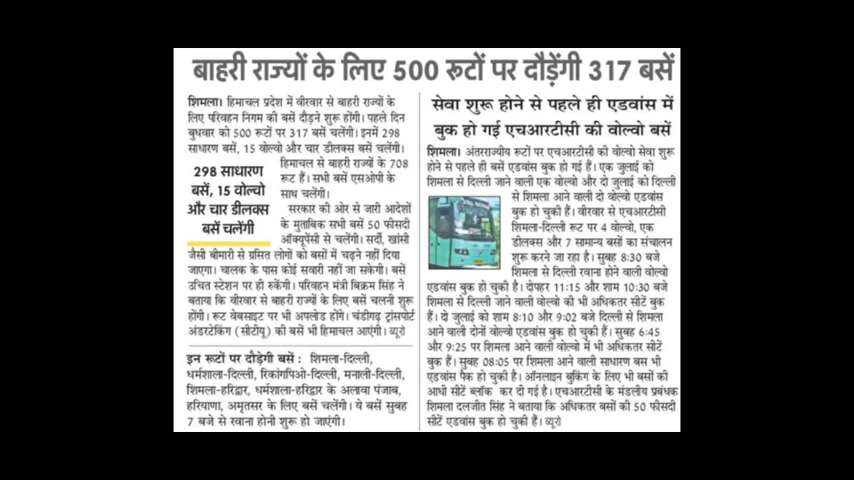 बाहरी राज्यों के लिए 500 रूटों पर दौड़ेंगी 317 बसें
शिमला। हिमाचल प्रदेश में वीरवार से बाहरी राज्यों के
लिए परिवहन निगम की बसें दौड़ने शुरू होंगी। पहले दिन
बुधवार को 500 रूटों पर 317 बसें चलेंगी। इनमें 298
साधारण बसें, 15 वोल्वो और चार डीलक्स बसें चलेंगी।
हिमाचल से बाहरी राज्यों के 708
रूट हैं। सभी बसें एसओपी के
साथ चलेंगी।
298 साधारण
बसें, 15 वोल्वो
और चार डीलक्स
बसें चलेंगी
सरकार की ओर से जारी आदेशों
के मुताबिक सभी बसें 50 फीसदी
ऑक्यूपेंसी से चलेंगी। सर्दी, खांसी
जैसी बीमारी से ग्रसित लोगों को बसों में चढ़ने नहीं दिया
जाएगा। चालक के पास कोई सवारी नहीं जा सकेगी। बसें
उचित स्टेशन पर ही रुकेंगी। परिवहन मंत्री बिक्रम सिंह ने
बताया कि वीरवार से बाहरी राज्यों के लिए बसें चलनी शुरू
होंगी। रूट वेबसाइट पर भी अपलोड होंगे। चंडीगढ़ ट्रांसपोर्ट
अंडरटेकिंग (सीटीयू) की बसें भी हिमाचल आएंगी। ब्यूरो
इन रूटों पर दौड़ेगी बसें : शिमला-दिल्ली,
धर्मशाला-दिल्ली, रिकांगपिओ-दिल्ली, मनाली-दिल्ली,
शिमला-हरिद्वार, धर्मशाला-हरिद्वार के अलावा पंजाब,
हरियाणा, अमृतसर के लिए बसें चलेंगी। ये बसें सुबह
7 बजे से रवाना होनी शुरू हो जाएंगी।
सेवा शुरू होने से पहले ही एडवांस में
बुक हो गई एचआरटीसी की वोल्वो बसें
शिमला। अंतरराज्यीय रूटों पर एचआरटीसी की वोल्वो सेवा शुरू
होने से पहले ही बसें एडवांस बुक हो गई हैं। एक जुलाई को
शिमला से दिल्ली जाने वाली एक वोल्वो और दो जुलाई को दिल्ली
से शिमला आने वाली दो वोल्वो एडवांस
बुक हो चुकी हैं। वीरवार से एचआरटीसी
शिमला-दिल्ली रूट पर 4 वोल्वो, एक
डीलक्स और 7 सामान्य बसों का संचालन
शुरू करने जा रहा है। सुबह 8:30 बजे
शिमला से दिल्ली रवाना होने वाली वोल्वो
एडवांस बुक हो चुकी है। दोपहर 11:15 और शाम 10:30 बजे
शिमला से दिल्ली जाने वाली वोल्वो की भी अधिकतर सीटें बुक
हैं। दो जुलाई को शाम 8:10 और 9:02 बजे दिल्ली से शिमला
आने वाली दोनों वोल्वो एडवांस बुक हो चुकी हैं। सुबह 6:45
और 9:25 पर शिमला आने वाली वोल्वो में भी अधिकतर सीटें
बुक हैं। सुबह 08:05 पर शिमला आने वाली साधारण बस भी
एडवांस पैक हो चुकी है। ऑनलाइन बुकिंग के लिए भी बसों की
आधी सीटें ब्लॉक कर दी गई है। एचआरटीसी के मंडलीय प्रबंधक
शिमला दलजीत सिंह ने बताया कि अधिकतर बसों की 50 फीसदी
सीटें एडवांस बुक हो चुकी हैं। ब्यूरो